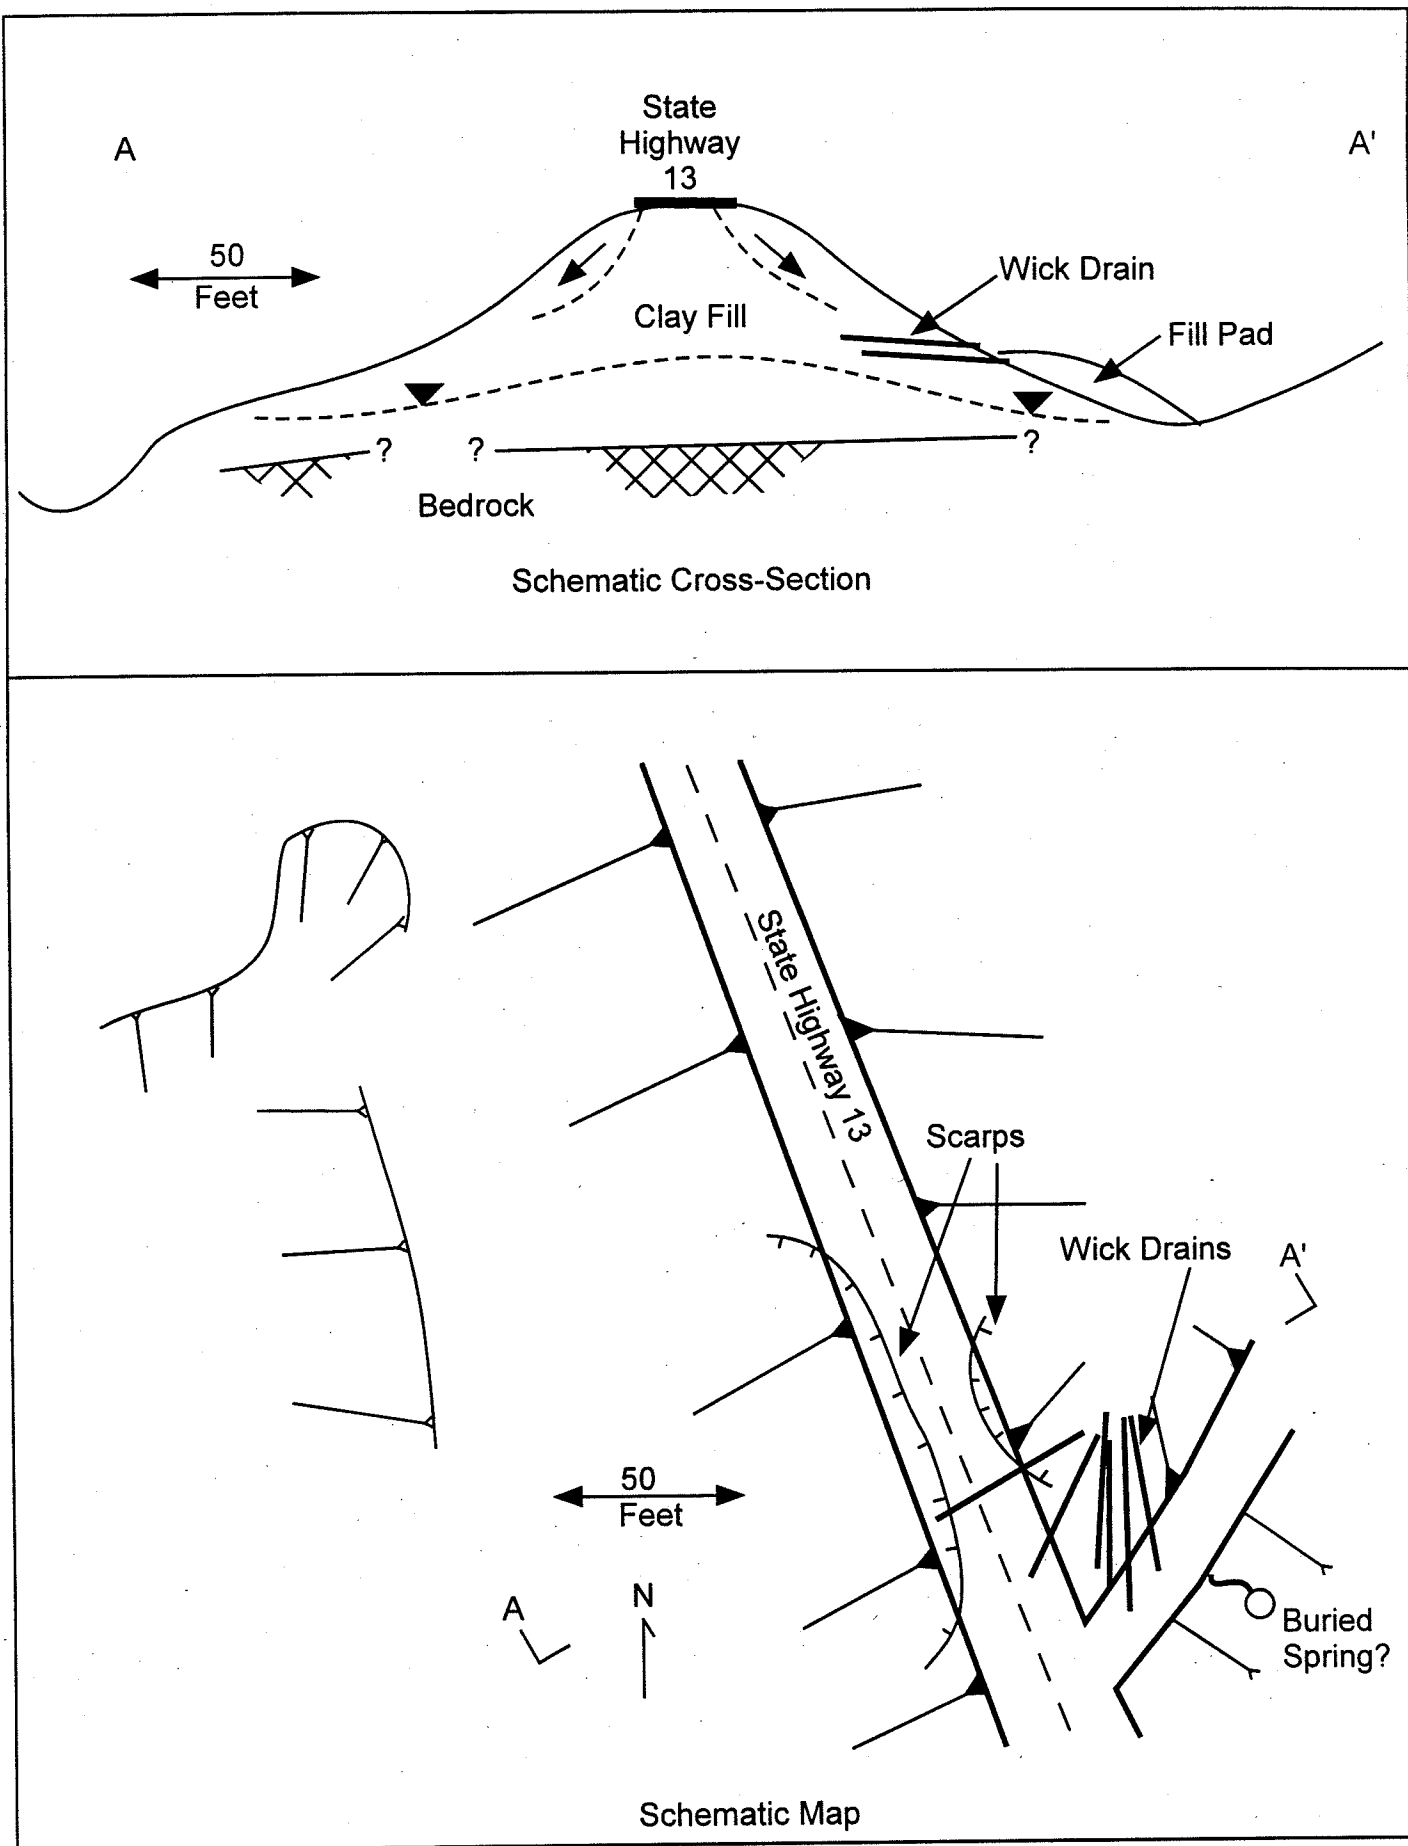 State
Highway
13
A
A'
50
Feet
Wick Drain
Clay Fill
Fill Pad
?
?
?
Bedrock
Schematic Cross-Section
State Highway 13
Scarps
Wick Drains
A'
50
Feet
A
N
Buried
Spring?
Schematic Map